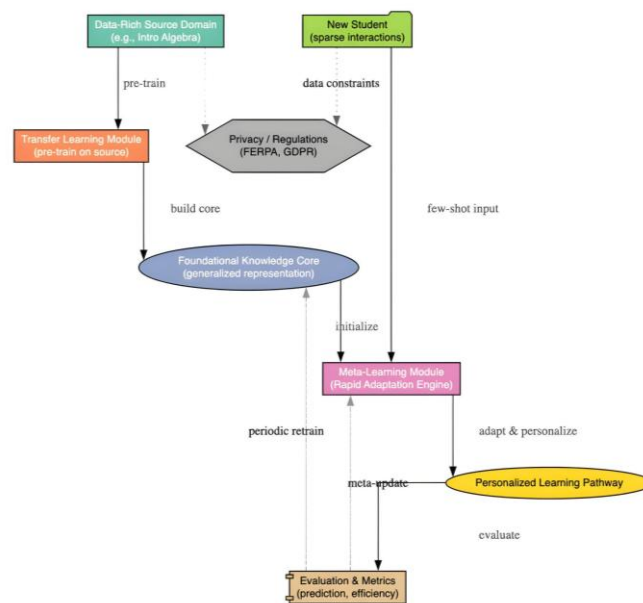 Data-Rich Source Domain
(e.g., Intro Algebra)
New Student
(sparse interactions)
pre-train
data constraints
Transfer Learning Module
(pre-train on source)
Privacy / Regulations
(FERPA, GDPR)
build core
few-shot input
Foundational Knowledge Core
(generalized representation)
initialize
Meta-Learning Module
(Rapid Adaptation Engine)
periodic retrain
adapt & personalize
meta-update
Personalized Learning Pathway
evaluate
Evaluation & Metrics
(prediction, efficiency)